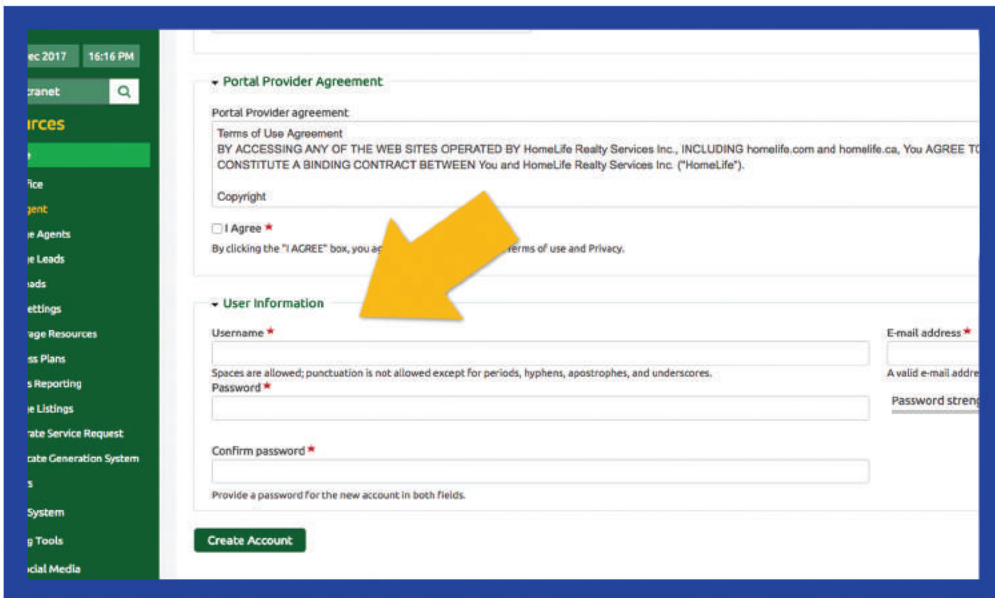 ec 2017 16:16 PM
ranet
urces
fice
gent
e Agents
e Leads
ads
ettings
rage Resources
ss Plans
s Reporting
e Listings
rate Service Request
cate Generation System
s
System
g Tools
cial Media
Portal Provider Agreement
Portal Provider agreement
Terms of Use Agreement
BY ACCESSING ANY OF THE WEB SITES OPERATED BY HomeLife Realty Services Inc., INCLUDING homelife.com and homelife.ca, You AGREE TO
CONSTITUTE A BINDING CONTRACT BETWEEN You and HomeLife Realty Services Inc. ("HomeLife").
Copyright
I Agree *
By clicking the "I AGREE" box, you ag erms of use and Privacy.
User Information
Username *
Spaces are allowed; punctuation is not allowed except for periods, hyphens, apostrophes, and underscores.
Password *
Confirm password *
Provide a password for the new account in both fields.
E-mail address *
A valid e-mail addre
Password streng
Create Account